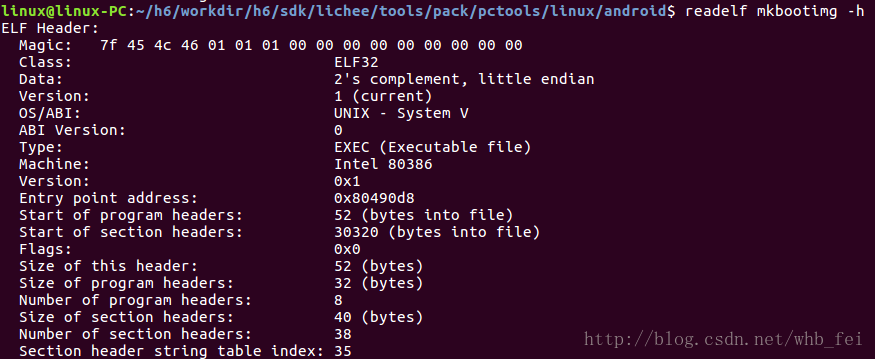 linux@linux-PC:~/h6/workdir/h6/sdk/lichee/tools/pack/pctools/linux/android$ readelf mkbootimg -h
ELF Header:
  Magic:   7f 45 4c 46 01 01 01 00 00 00 00 00 00 00 00 00
  Class:                             ELF32
  Data:                              2's complement, little endian
  Version:                           1 (current)
  OS/ABI:                            UNIX - System V
  ABI Version:                       0
  Type:                              EXEC (Executable file)
  Machine:                           Intel 80386
  Version:                           0x1
  Entry point address:               0x80490d8
  Start of program headers:          52 (bytes into file)
  Start of section headers:          30320 (bytes into file)
  Flags:                             0x0
  Size of this header:               52 (bytes)
  Size of program headers:           32 (bytes)
  Number of program headers:         8
  Size of section headers:           40 (bytes)
  Number of section headers:         38
  Section header string table index: 35
http://blog.csdn.net/whb_fei